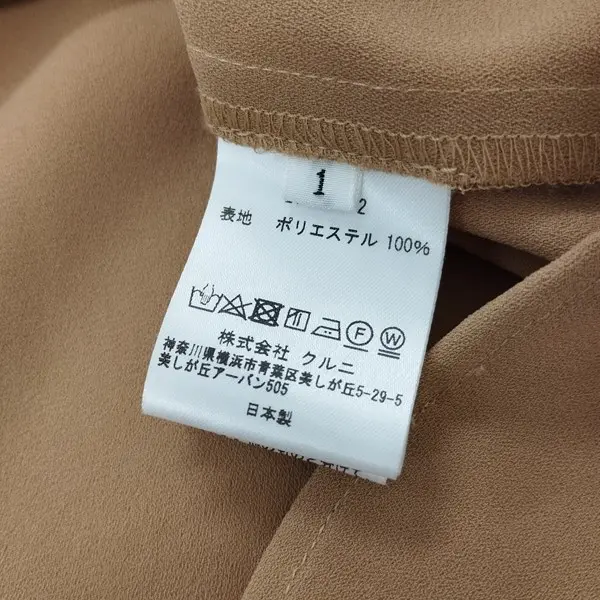 1
2
表地 ポリエステル 100%
F W
株式会社 クルニ
神奈川県横浜市青葉区美しが丘5-29-5
美しが丘アーバン505
日本製